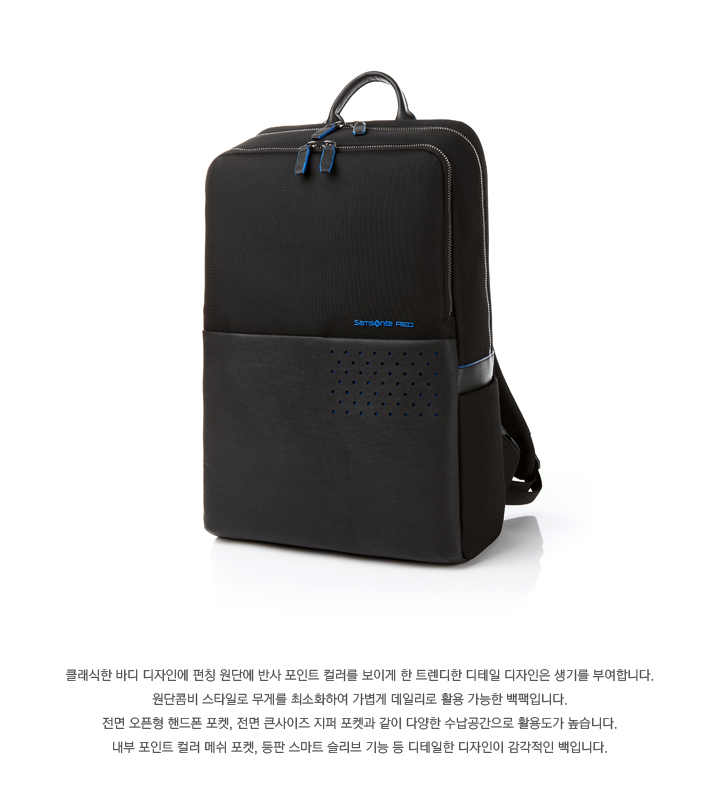 Samsonite RED
클래식한 바디 디자인에 펀칭 원단에 반사 포인트 컬러를 보이게 한 트렌디한 디테일 디자인은 생기를 부여합니다.
원단콤비 스타일로 무게를 최소화하여 가볍게 데일리로 활용 가능한 백팩입니다.
전면 오픈형 핸드폰 포켓, 전면 큰사이즈 지퍼 포켓과 같이 다양한 수납공간으로 활용도가 높습니다.
내부 포인트 컬러 메쉬 포켓, 등판 스마트 슬리브 기능 등 디테일한 디자인이 감각적인 백입니다.